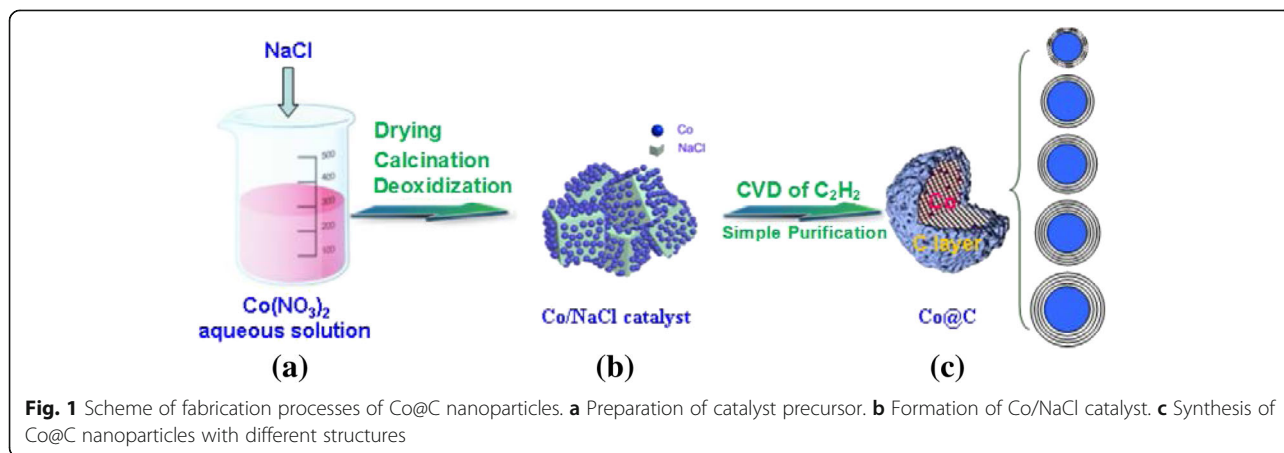 NaCl
500
400
300
200
100
Co(NO₃)₂
aqueous solution
(a)
Drying
Calcination
Deoxidization
Co
NaCl
Co/NaCl catalyst
(b)
CVD of C₂H₂
Simple Purification
Co
C layer
Co@C
(c)
Fig. 1 Scheme of fabrication processes of Co@C nanoparticles. a Preparation of catalyst precursor. b Formation of Co/NaCl catalyst. c Synthesis of
Co@C nanoparticles with different structures